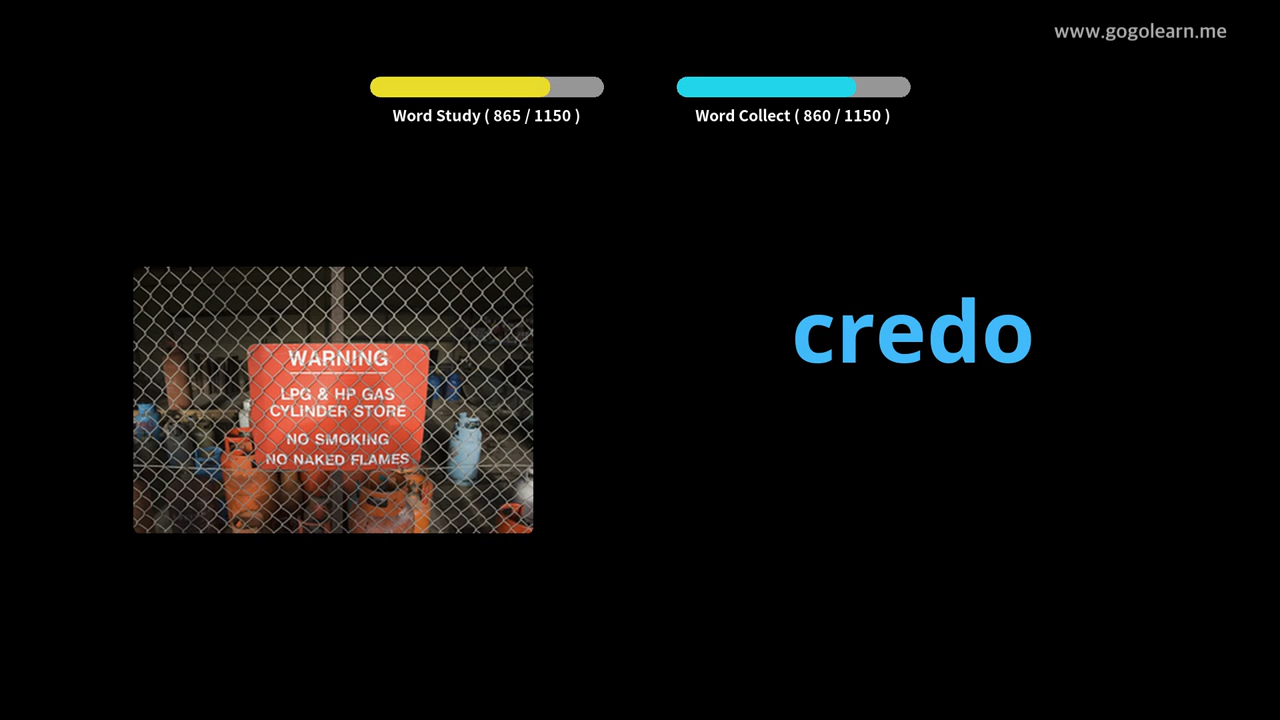 www.gogolearn.me
Word Study ( 865 / 1150 )
Word Collect ( 860 / 1150 )
WARNING
LPG & HP GAS
CYLINDER STORE
NO SMOKING
NO NAKED FLAMES
credo